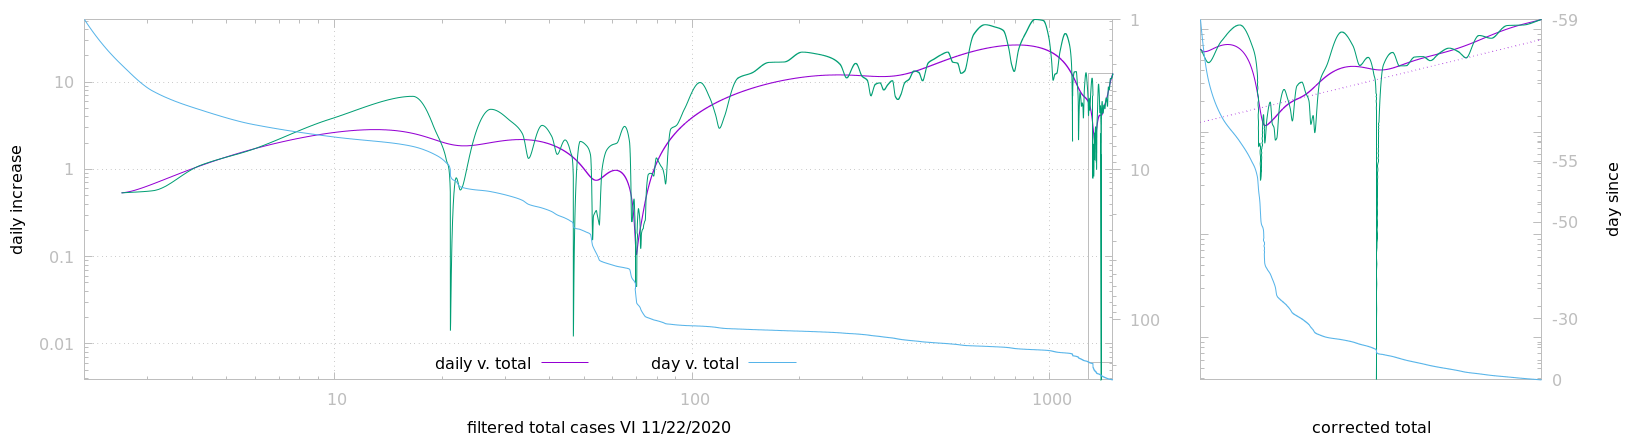 daily increase
10
1
0.1
0.01
daily v. total
day v. total
10
100
1000
filtered total cases VI 11/22/2020
1
10
100
-59
-55
-50
-30
0
day since
corrected total